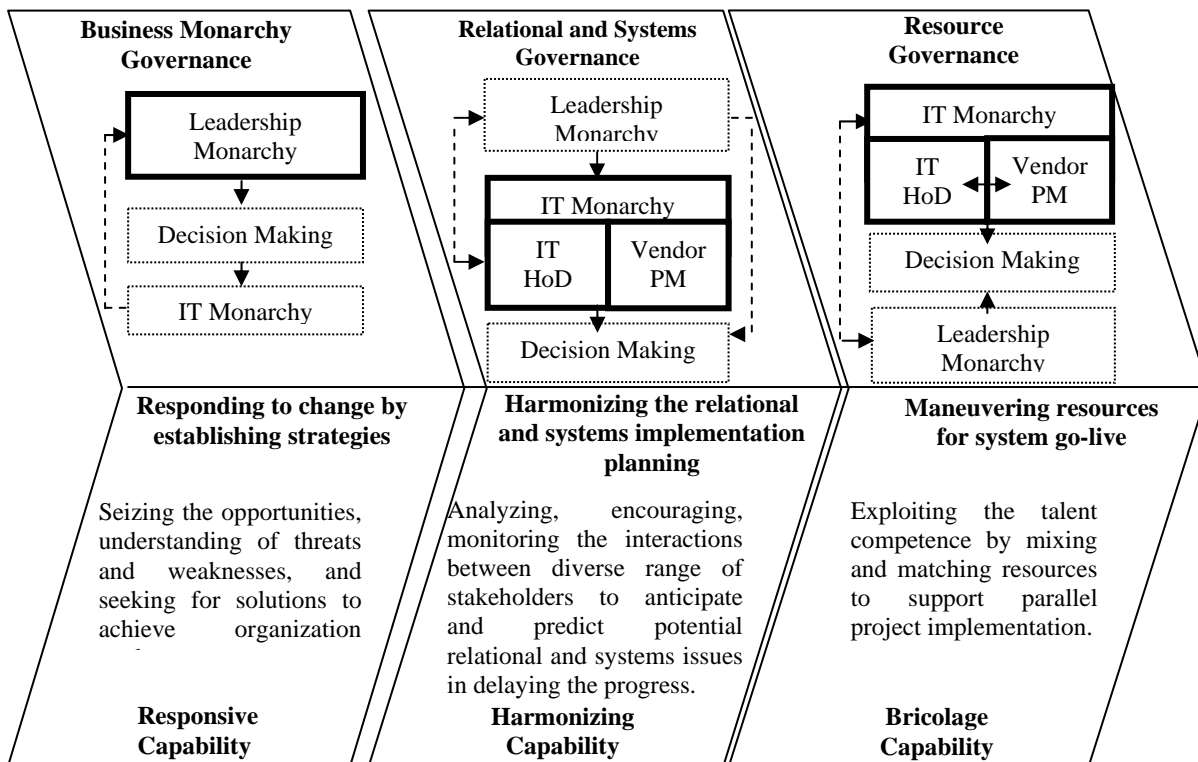 Business Monarchy
Governance
Leadership
Monarchy
Decision Making
IT Monarchy
Relational and Systems
Governance
Leadership
Monarchy
IT Monarchy
IT
HoD
Vendor
PM
Decision Making
Resource
Governance
IT Monarchy
IT
HoD
Vendor
PM
Decision Making
Leadership
Monarchy
Responding to change by
establishing strategies
Seizing the opportunities,
understanding of threats
and weaknesses, and
seeking for solutions to
achieve organization
Responsive
Capability
Harmonizing the relational
and systems implementation
planning
Analyzing, encouraging,
monitoring the interactions
between diverse range of
stakeholders to anticipate
and predict potential
relational and systems issues
in delaying the progress.
Harmonizing
Capability
Maneuvering resources
for system go-live
Exploiting the talent
competence by mixing
and matching resources
to support parallel
project implementation.
Bricolage
Capability